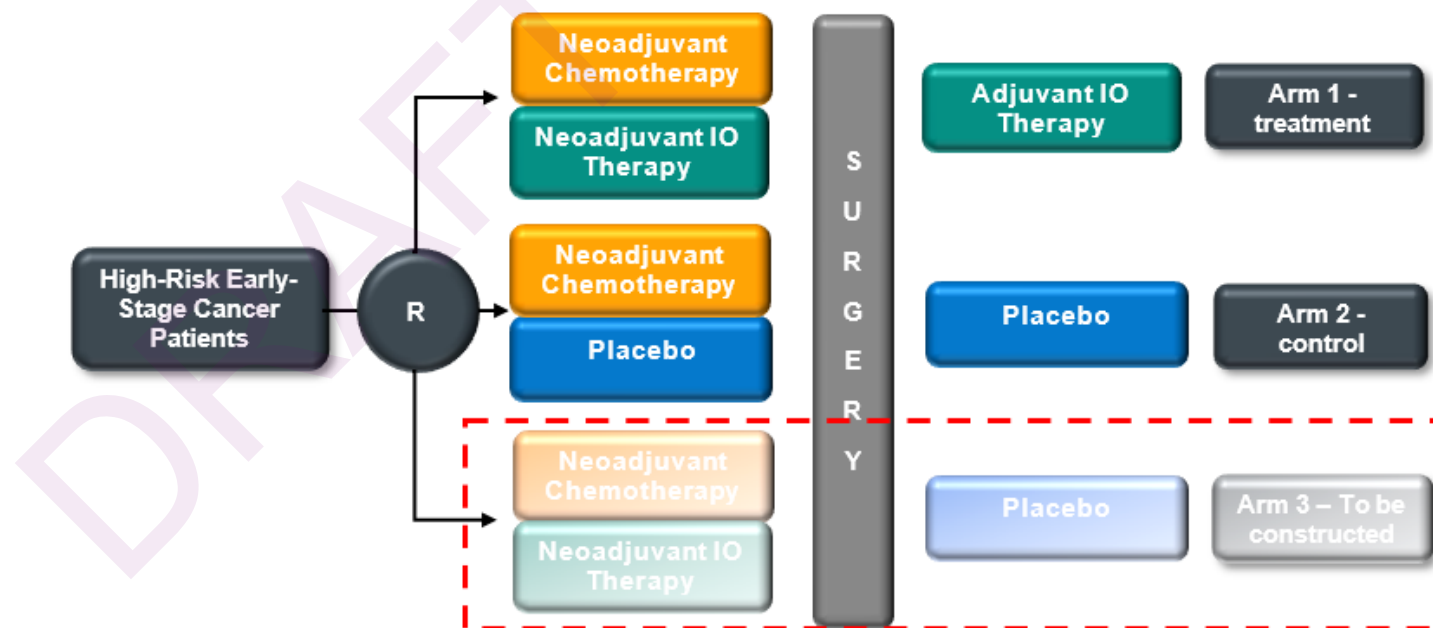 Neoadjuvant
Chemotherapy
Neoadjuvant IO
Therapy
Adjuvant IO
Therapy
Arm 1 -
treatment
High-Risk Early-
Stage Cancer
Patients
R
Neoadjuvant
Chemotherapy
Placebo
S
U
R
G
E
R
Y
Placebo
Arm 2 -
control
Neoadjuvant
Chemotherapy
Neoadjuvant IO
Therapy
Placebo
Arm 3 – To be
constructed
DRAFT